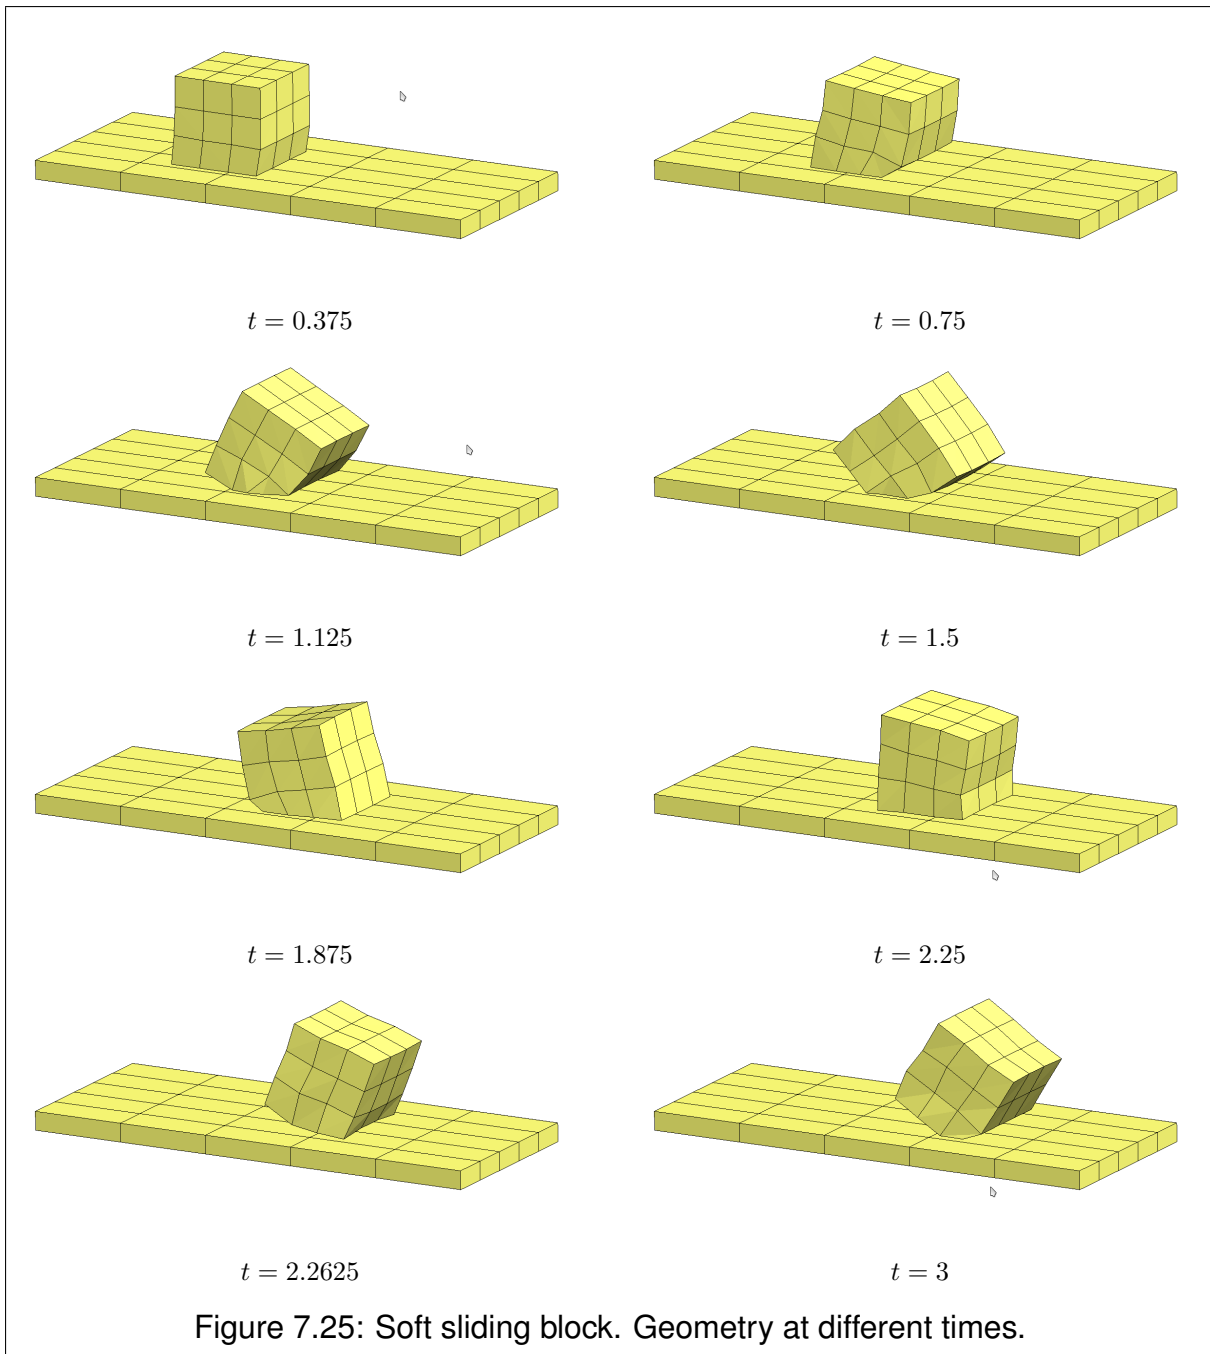 t = 0.375
t = 0.75
t = 1.125
t = 1.5
t = 1.875
t = 2.25
t = 2.2625
t = 3
Figure 7.25: Soft sliding block. Geometry at different times.